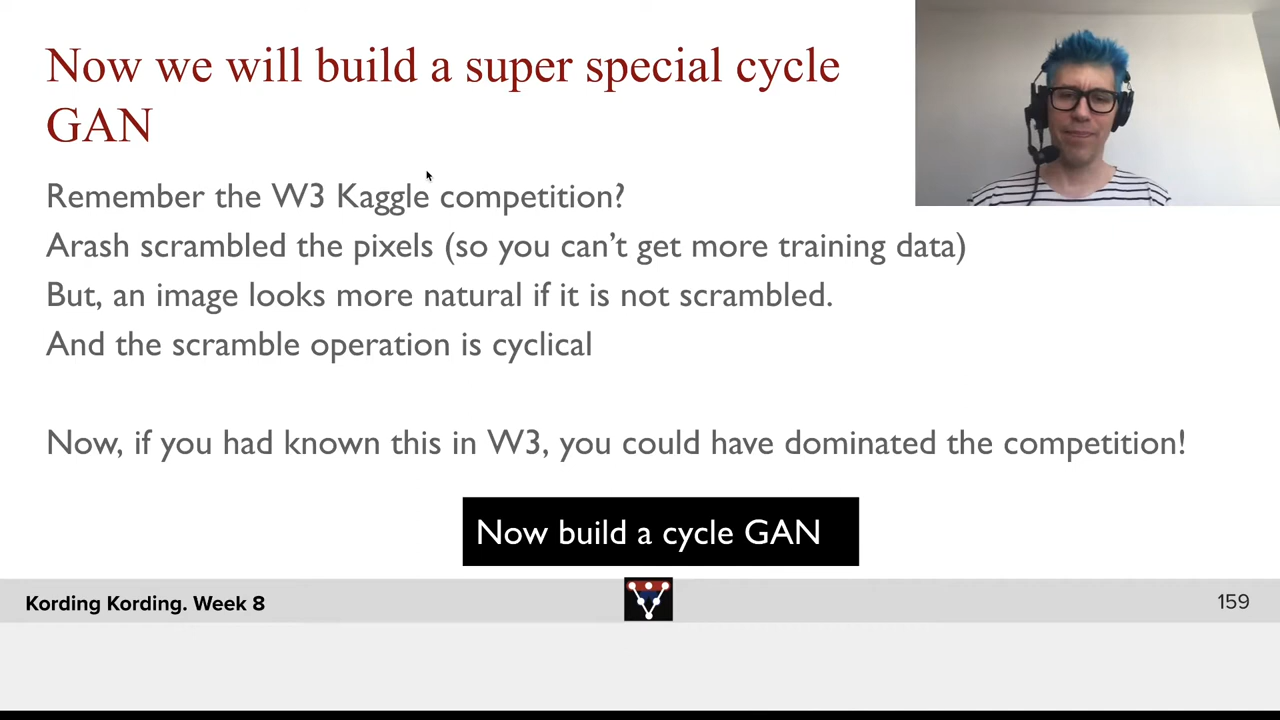 Now we will build a super special cycle
GAN
Remember the W3 Kaggle competition?
Arash scrambled the pixels (so you can’t get more training data)
But, an image looks more natural if it is not scrambled.
And the scramble operation is cyclical
Now, if you had known this in W3, you could have dominated the competition!
Now build a cycle GAN
Kording Kording. Week 8
159